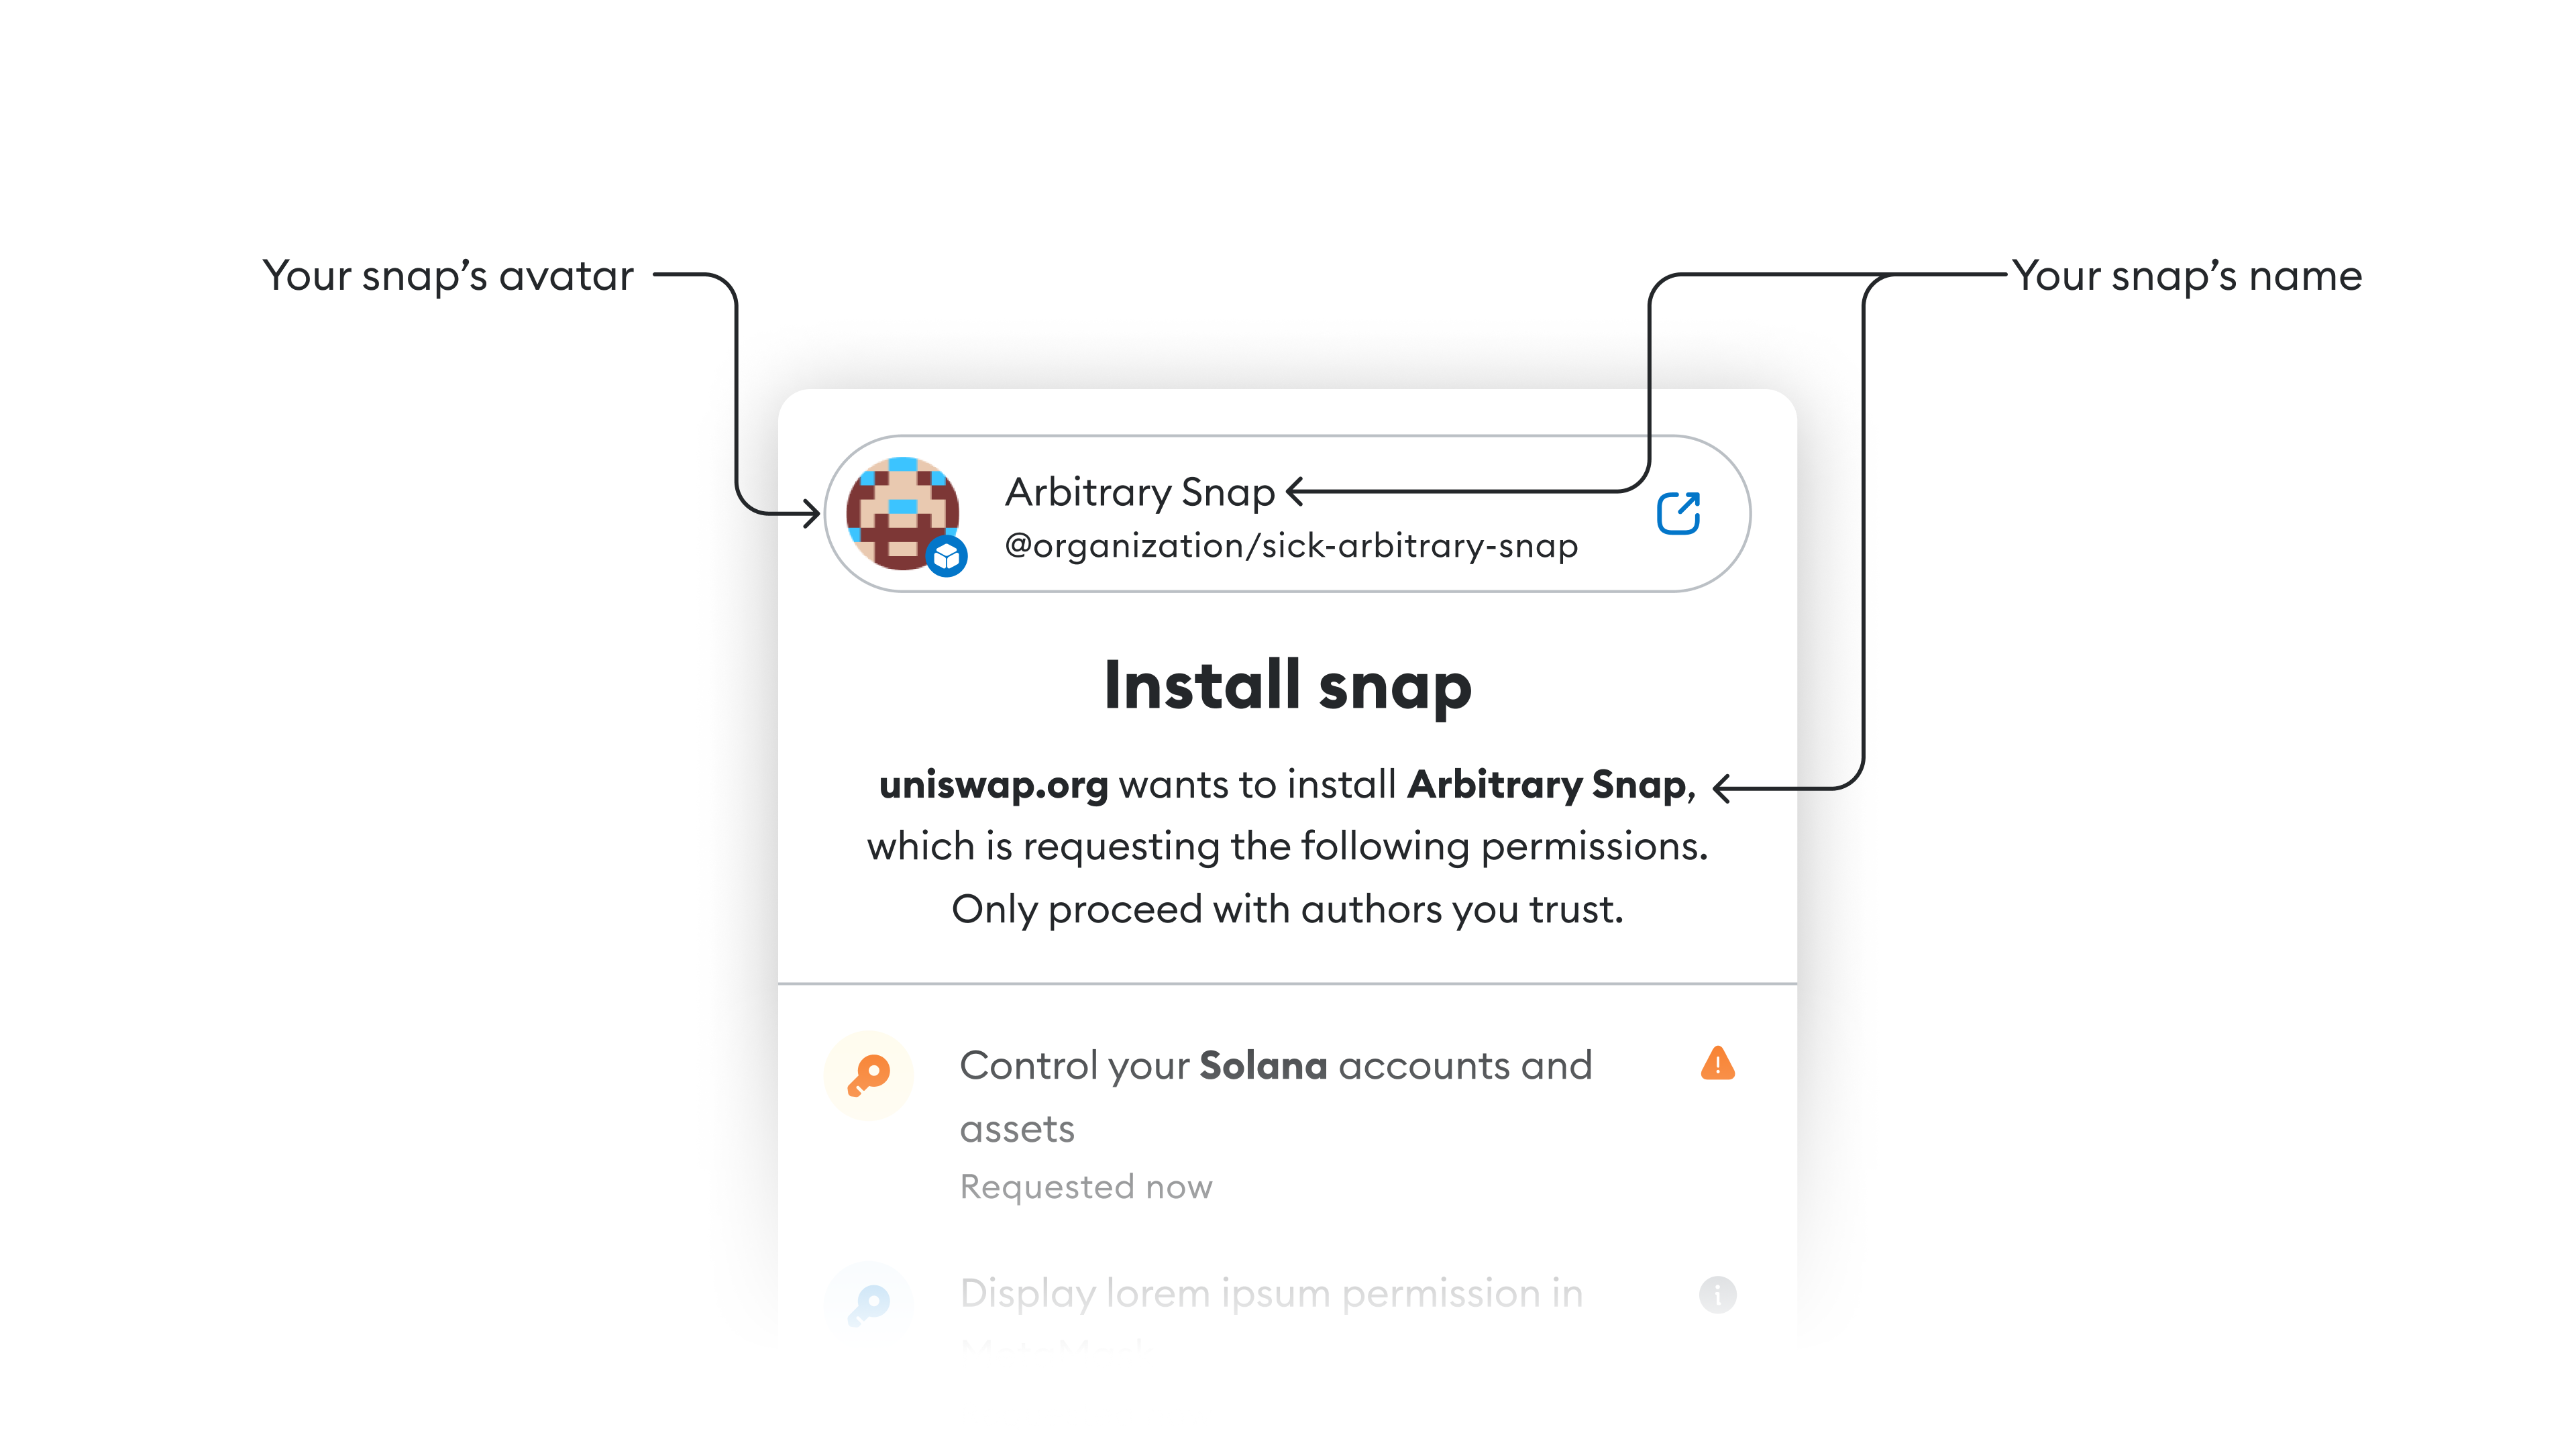 Your snap’s avatar
Your snap’s name
Arbitrary Snap
@organization/sick-arbitrary-snap
Install snap
uniswap.org wants to install Arbitrary Snap,
which is requesting the following permissions.
Only proceed with authors you trust.
Control your Solana accounts and
assets
Requested now
Display lorem ipsum permission in